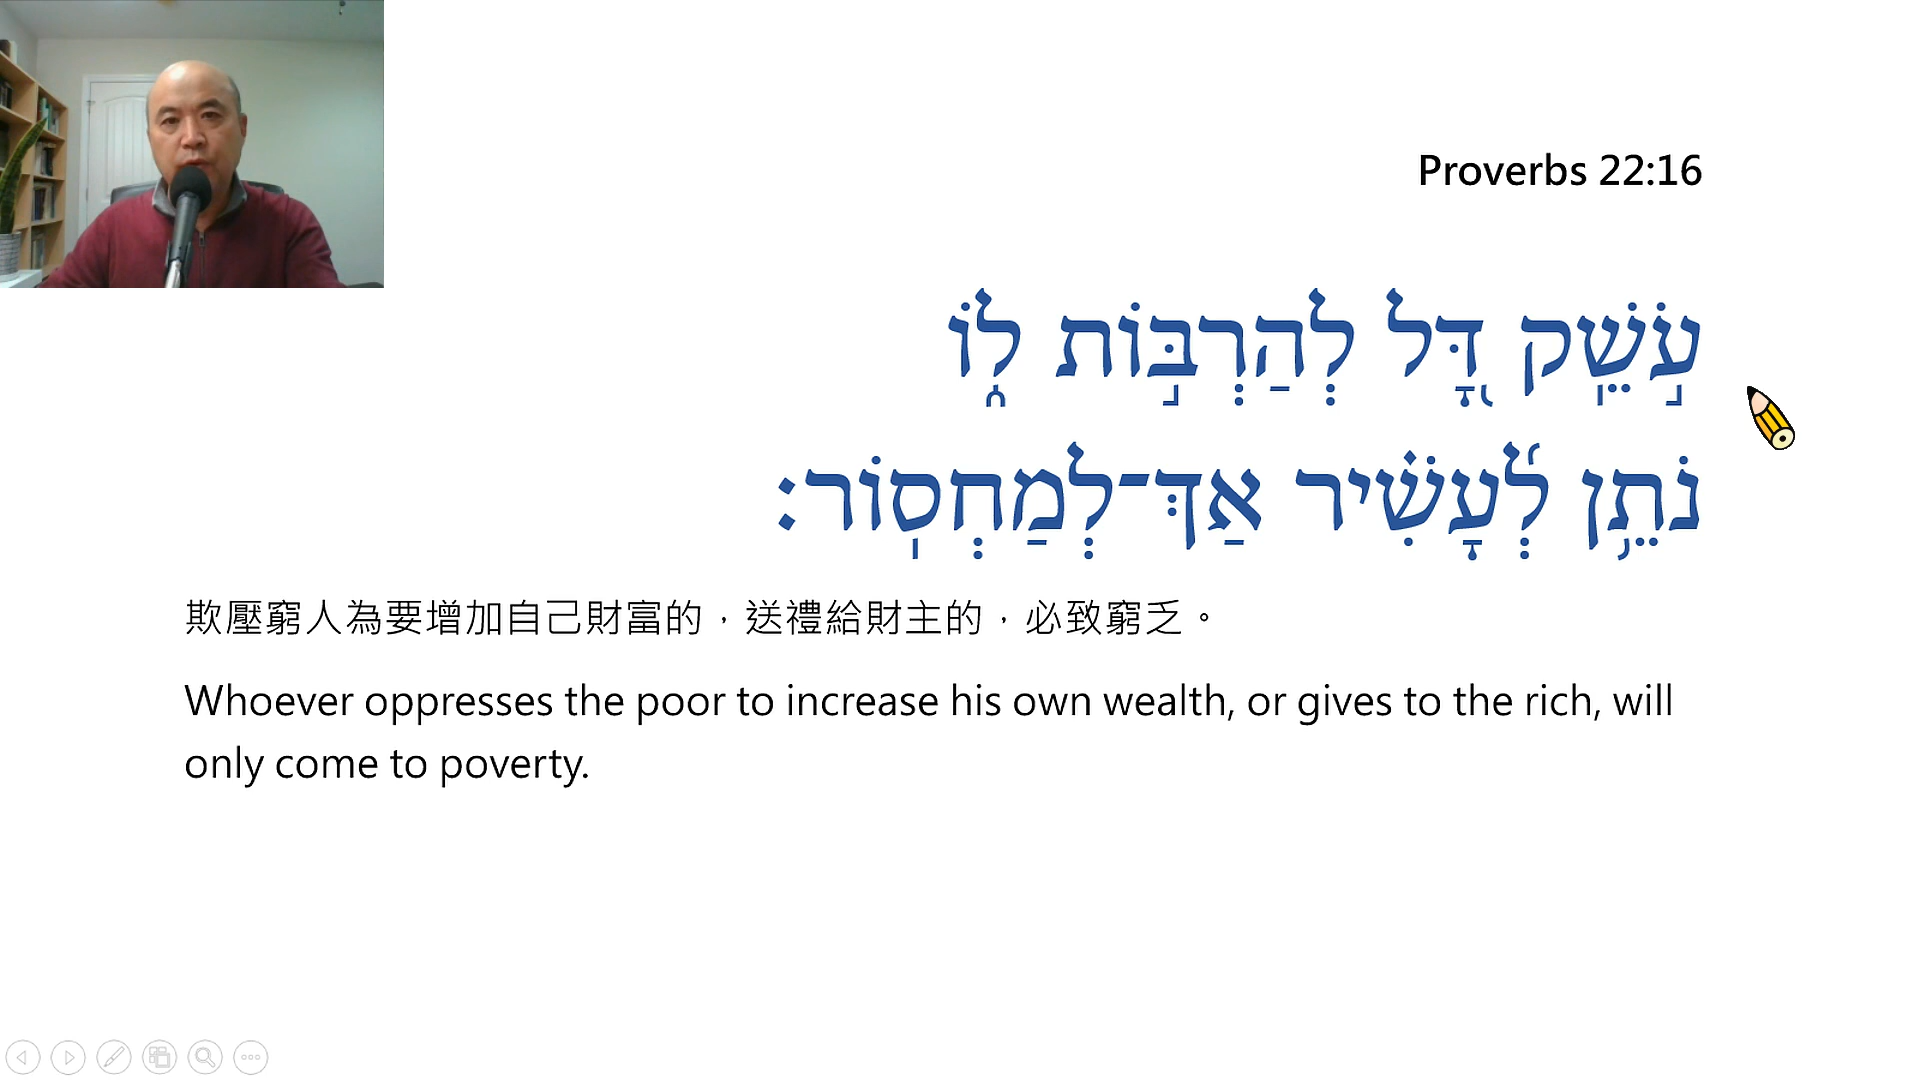 Proverbs 22:16
עֹ֣שֵֽׁק דָּ֭ל לְהַרְבּ֣וֹת ל֑וֹ
נֹתֵ֥ן לְ֝עָשִׁ֗יר אַךְ־לְמַחְסֽוֹר׃
欺壓窮人為要增加自己財富的，送禮給財主的，必致窮乏。
Whoever oppresses the poor to increase his own wealth, or gives to the rich, will
only come to poverty.